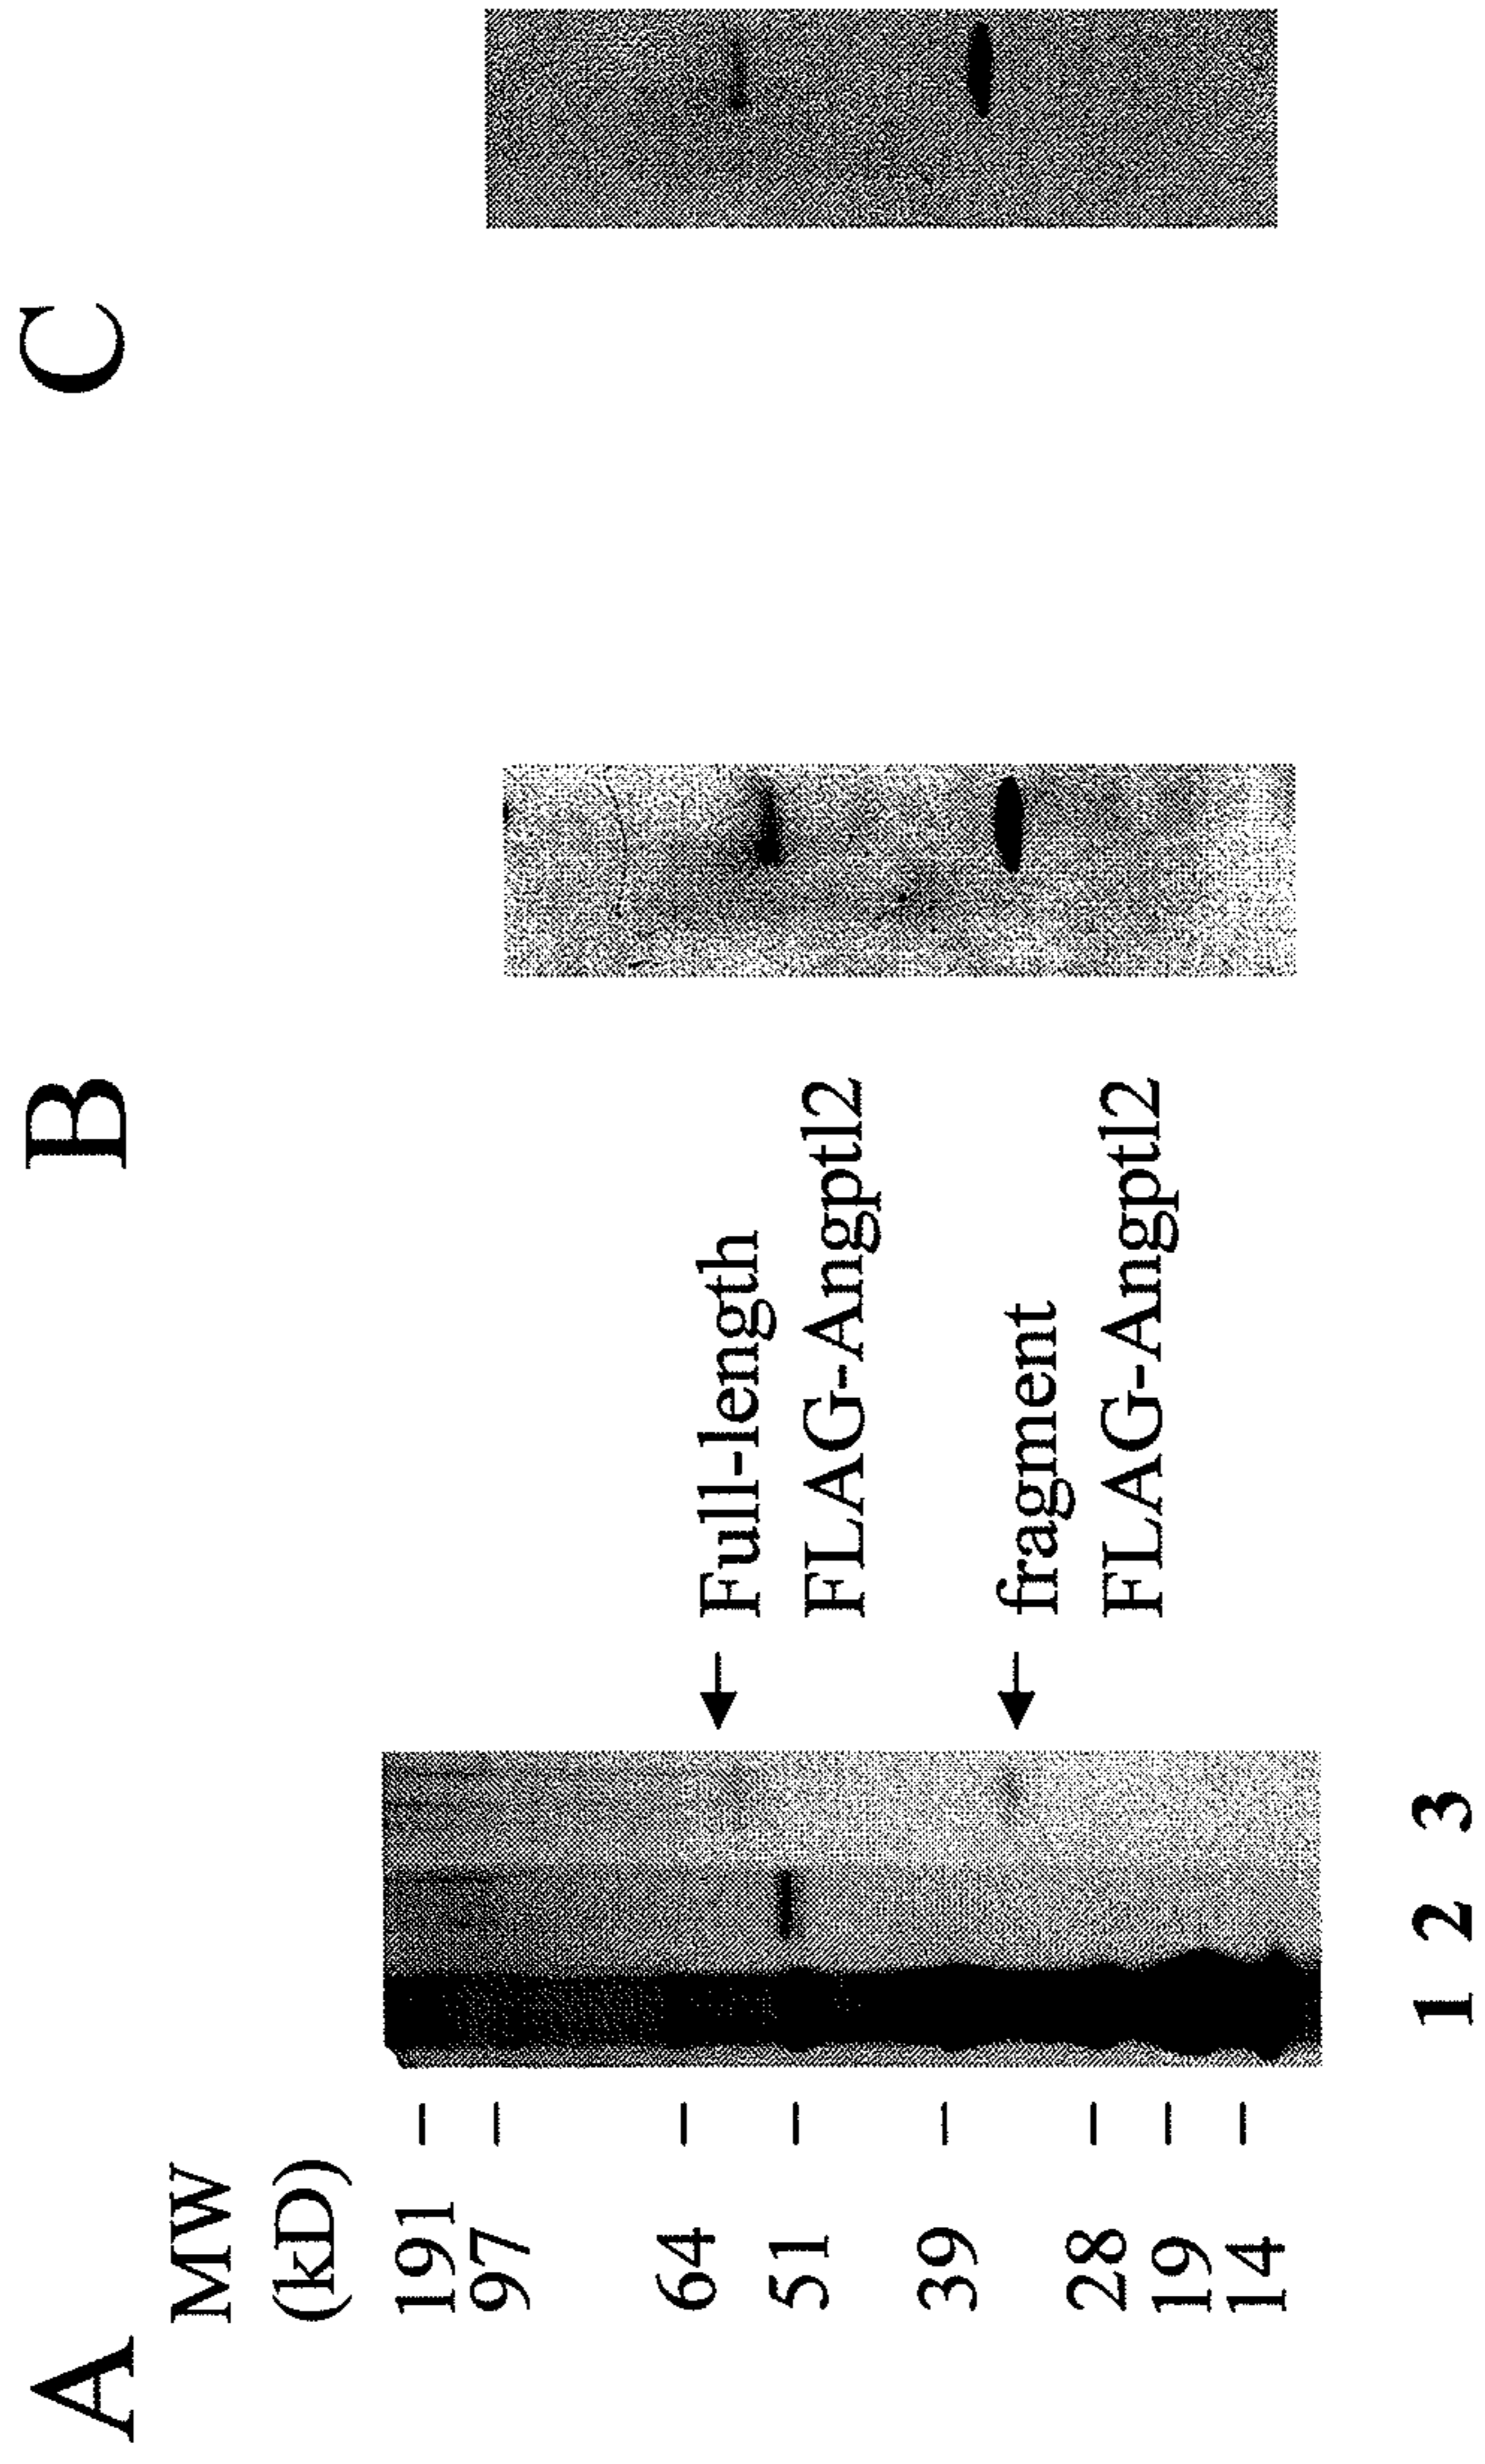 A B C
MW
(kD)
191
97
64
51
39
28
19
14
Full-length
FLAG-Angptl2
fragment
FLAG-Angptl2
1 2 3